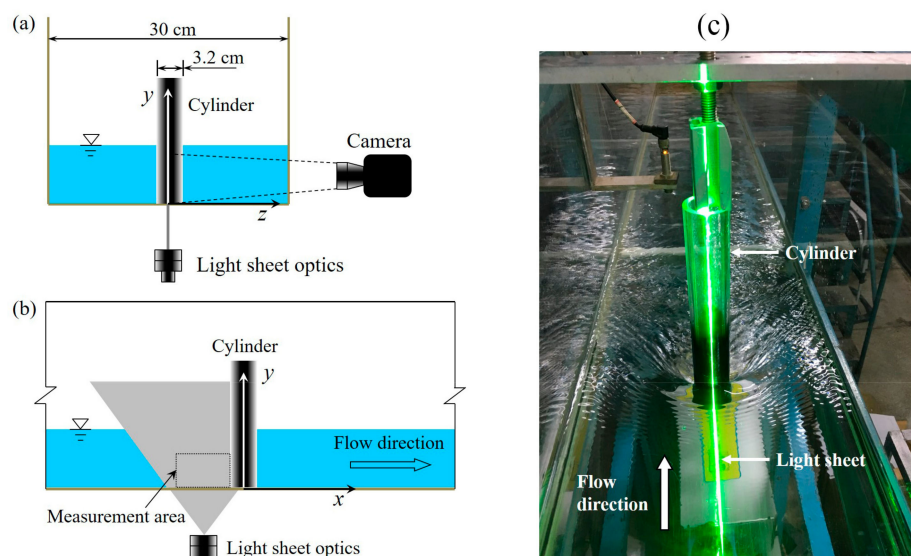 (a)
30 cm
3.2 cm
y
Cylinder
Camera
z
Light sheet optics
(b)
Cylinder
y
Flow direction
x
Measurement area
Light sheet optics
(c)
Cylinder
Light sheet
Flow
direction